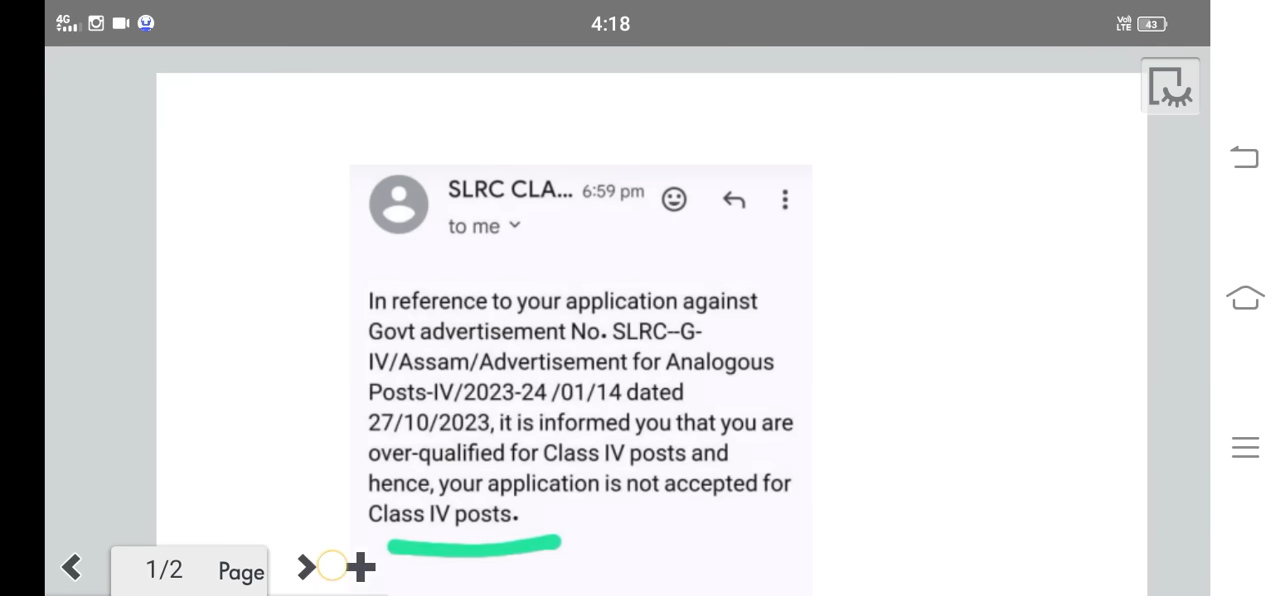 4G 4:18 Vo) LTE 43
SLRC CLA... 6:59 pm
to me
In reference to your application against
Govt advertisement No. SLRC--G-
IV/Assam/Advertisement for Analogous
Posts-IV/2023-24 /01/14 dated
27/10/2023, it is informed you that you are
over-qualified for Class IV posts and
hence, your application is not accepted for
Class IV posts.
1/2 Page